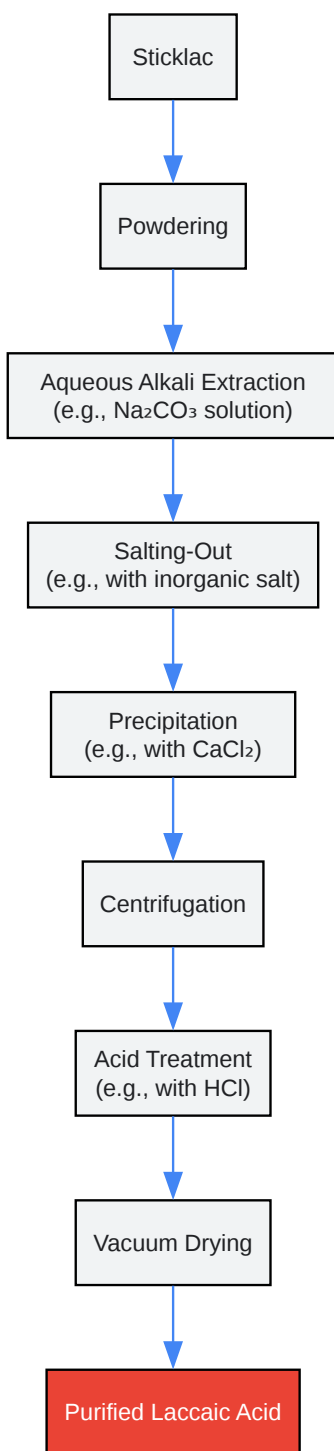 Sticklac
Powdering
Aqueous Alkali Extraction
(e.g., Na₂CO₃ solution)
Salting-Out
(e.g., with inorganic salt)
Precipitation
(e.g., with CaCl₂)
Centrifugation
Acid Treatment
(e.g., with HCl)
Vacuum Drying
Purified Laccaic Acid